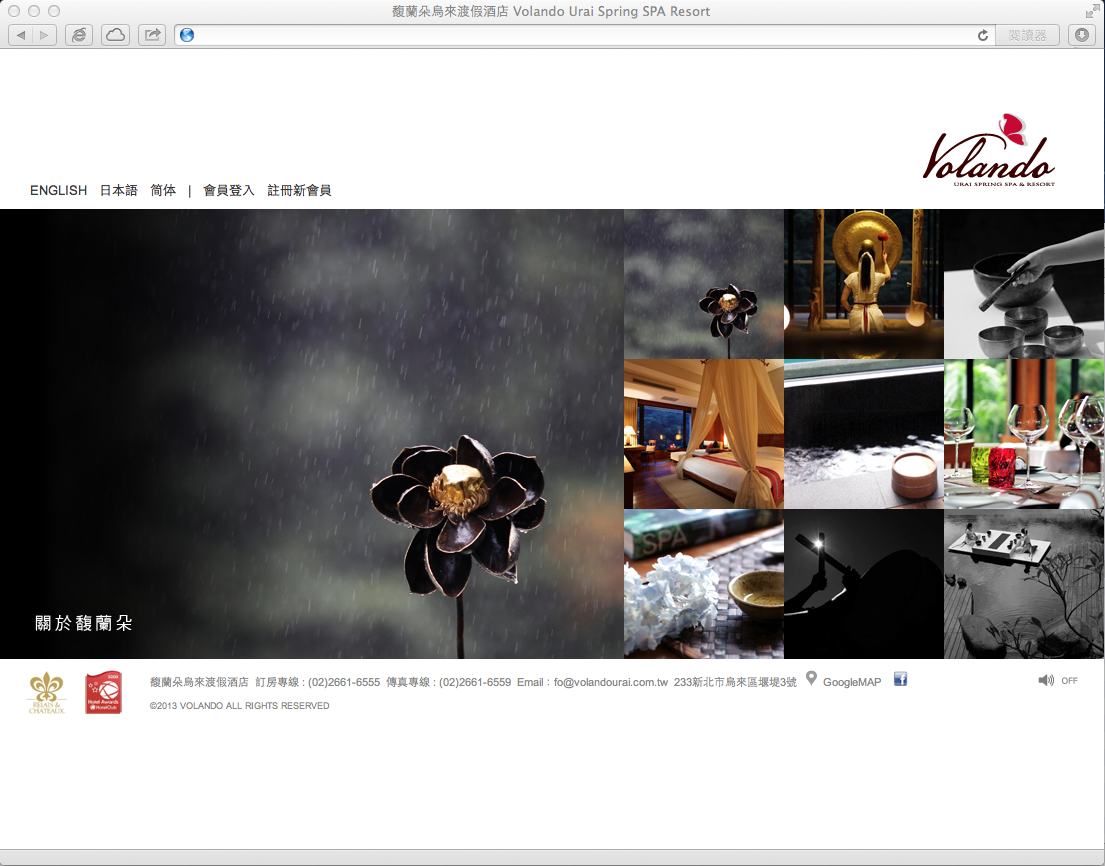 馥蘭朵烏來渡假酒店 Volando Urai Spring SPA Resort
閱讀器
Volando
URAI SPRING SPA & RESORT
ENGLISH 日本語 简体 | 會員登入 註冊新會員
SPA
關於馥蘭朵
RELAIS & CHATEAUX
Hotel Awards
HotelClub
馥蘭朵烏來渡假酒店 訂房專線 : (02)2661-6555 傳真專線 : (02)2661-6559 Email : fo@volandourai.com.tw 233新北市烏來區堰堤3號 GoogleMAP f OFF
©2013 VOLANDO ALL RIGHTS RESERVED